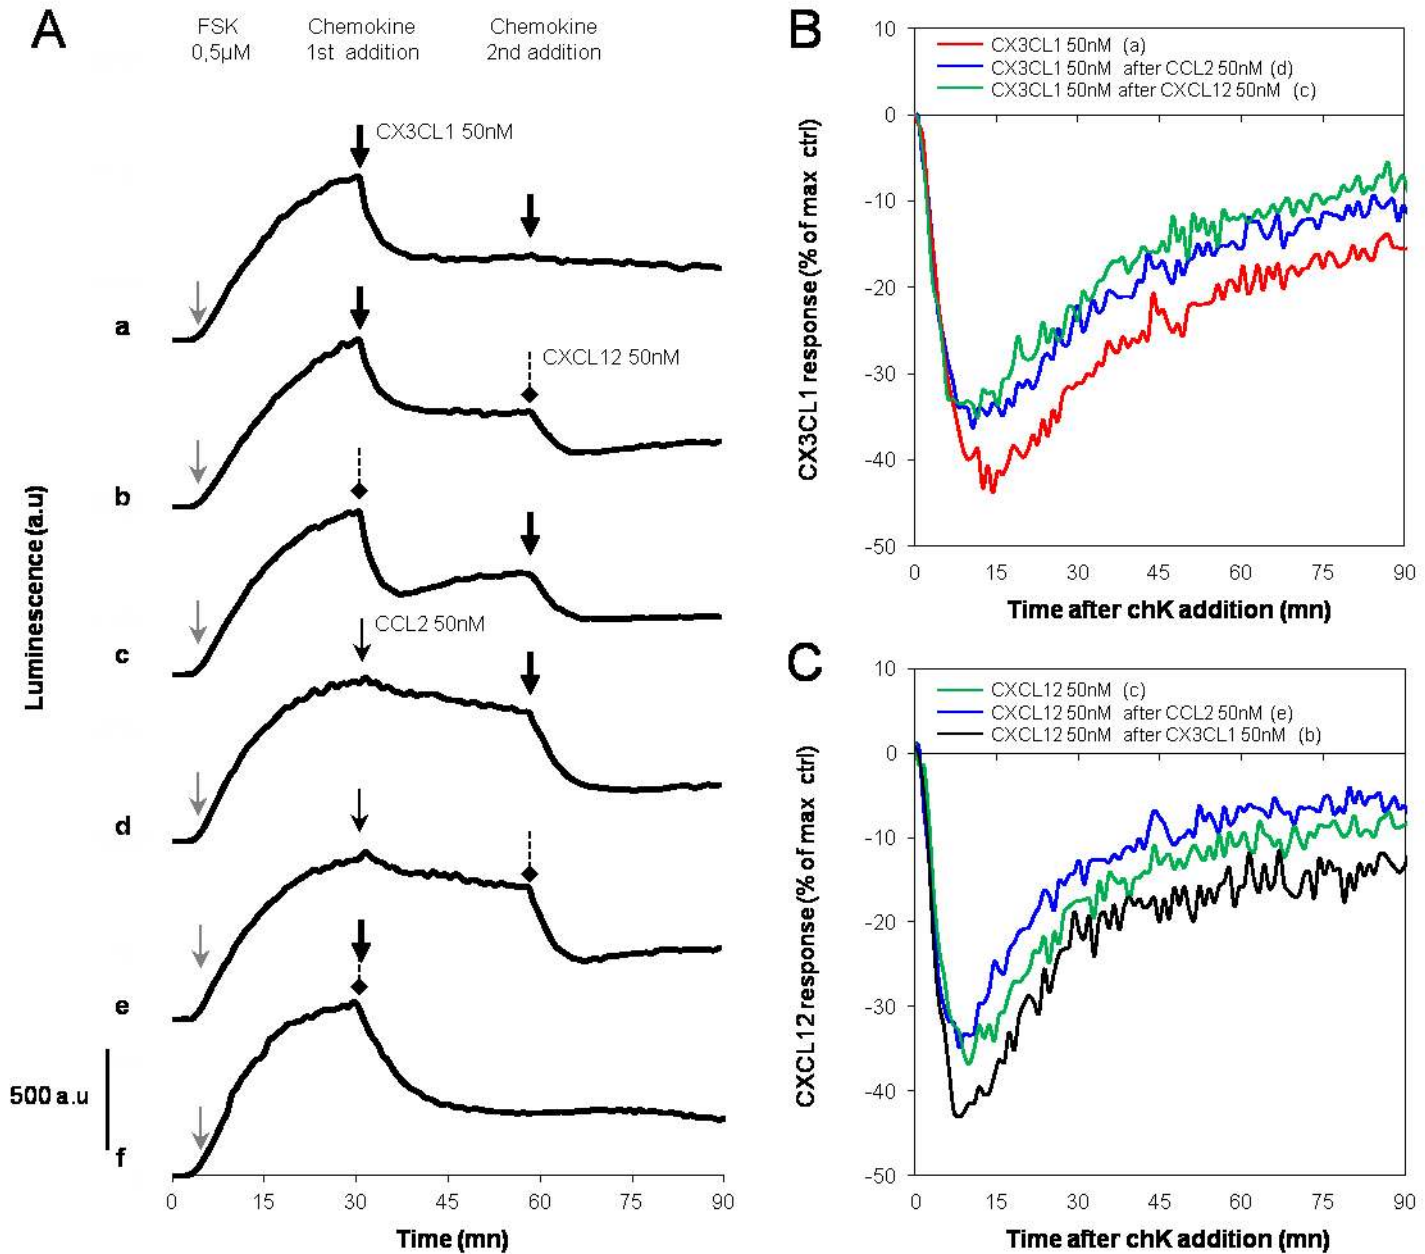 A
FSK
0,5µM
Chemokine
1st addition
Chemokine
2nd addition
CX3CL1 50nM
a
CXCL12 50nM
b
c
CCL2 50nM
d
e
f
Luminescence (a.u)
500 a.u
0 15 30 45 60 75 90
Time (mn)
B
CX3CL1 50nM (a)
CX3CL1 50nM after CCL2 50nM (d)
CX3CL1 50nM after CXCL12 50nM (c)
CX3CL1 response (% of max ctrl)
10
0
-10
-20
-30
-40
-50
0 15 30 45 60 75 90
Time after chK addition (mn)
C
CXCL12 50nM (c)
CXCL12 50nM after CCL2 50nM (e)
CXCL12 50nM after CX3CL1 50nM (b)
CXCL12 response (% of max ctrl)
10
0
-10
-20
-30
-40
-50
0 15 30 45 60 75 90
Time after chK addition (mn)